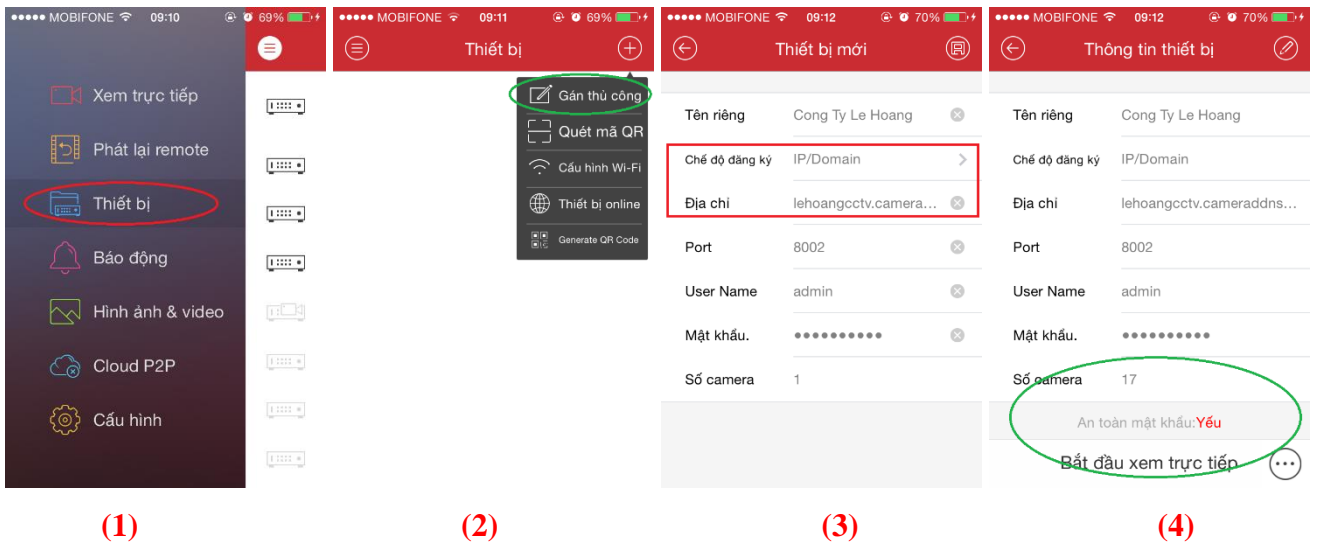 MOBIFONE 09:10 69%
Xem trực tiếp
Phát lại remote
Thiết bị
Báo động
Hình ảnh & video
Cloud P2P
Cấu hình
(1)
MOBIFONE 09:11 69%
Thiết bị
Gán thủ công
Quét mã QR
Cấu hình Wi-Fi
Thiết bị online
Generate QR Code
(2)
MOBIFONE 09:12 70%
Thiết bị mới
Tên riêng Cong Ty Le Hoang
Chế độ đăng ký IP/Domain
Địa chỉ lehoangcctv.camera...
Port 8002
User Name admin
Mật khẩu. ●●●●●●●●●●
Số camera 1
(3)
MOBIFONE 09:12 70%
Thông tin thiết bị
Tên riêng Cong Ty Le Hoang
Chế độ đăng ký IP/Domain
Địa chỉ lehoangcctv.cameraddns...
Port 8002
User Name admin
Mật khẩu. ●●●●●●●●●●
Số camera 17
An toàn mật khẩu:Yếu
Bắt đầu xem trực tiếp
(4)